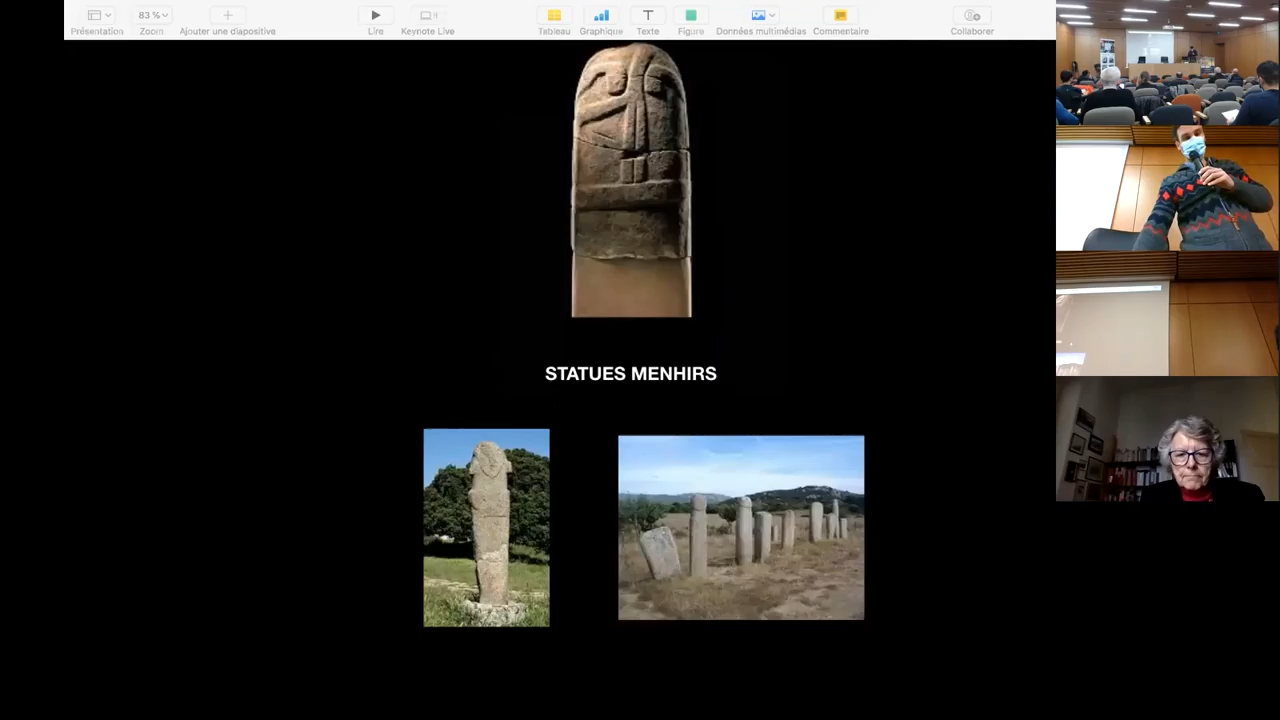 83 %
Présentation
Zoom
Ajouter une diapositive
Lire
Keynote Live
Tableau
Graphique
Texte
Figure
Données multimédias
Commentaire
Collaborer
STATUES MENHIRS